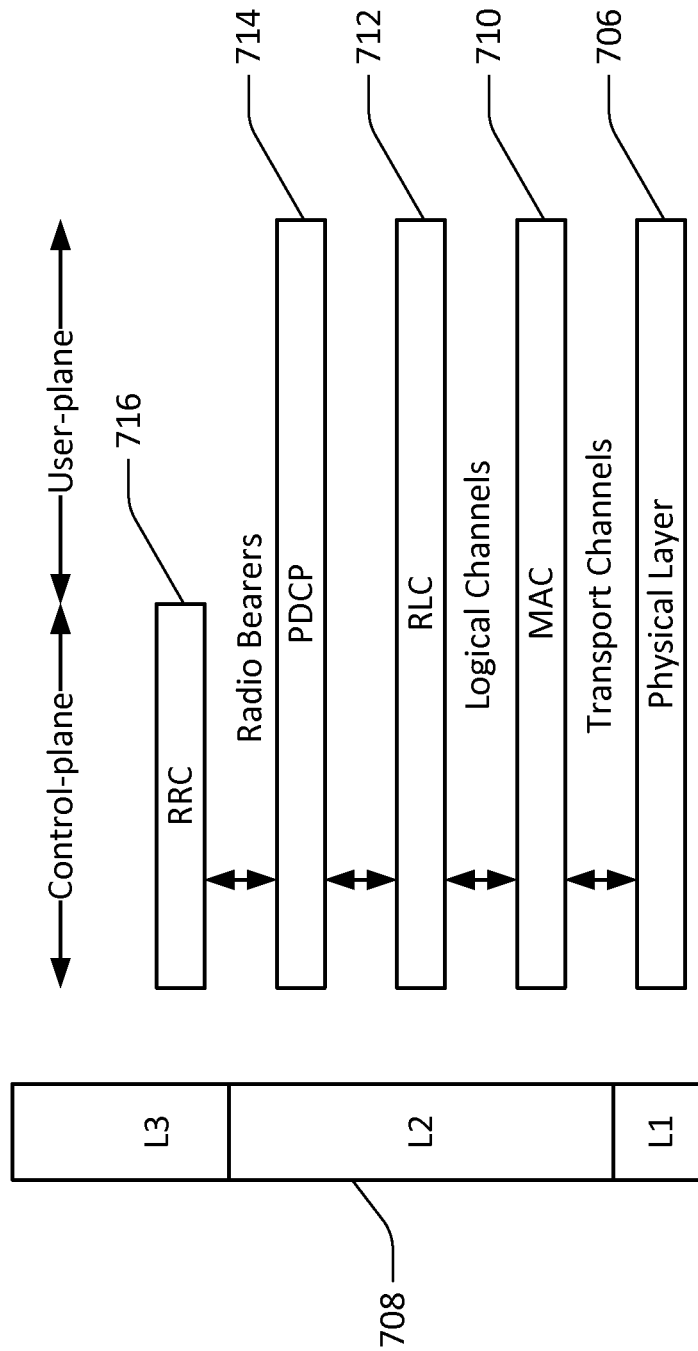 Control-plane
User-plane
716
RRC
L3
Radio Bearers
714
PDCP
708
L2
712
RLC
Logical Channels
710
MAC
Transport Channels
706
Physical Layer
L1